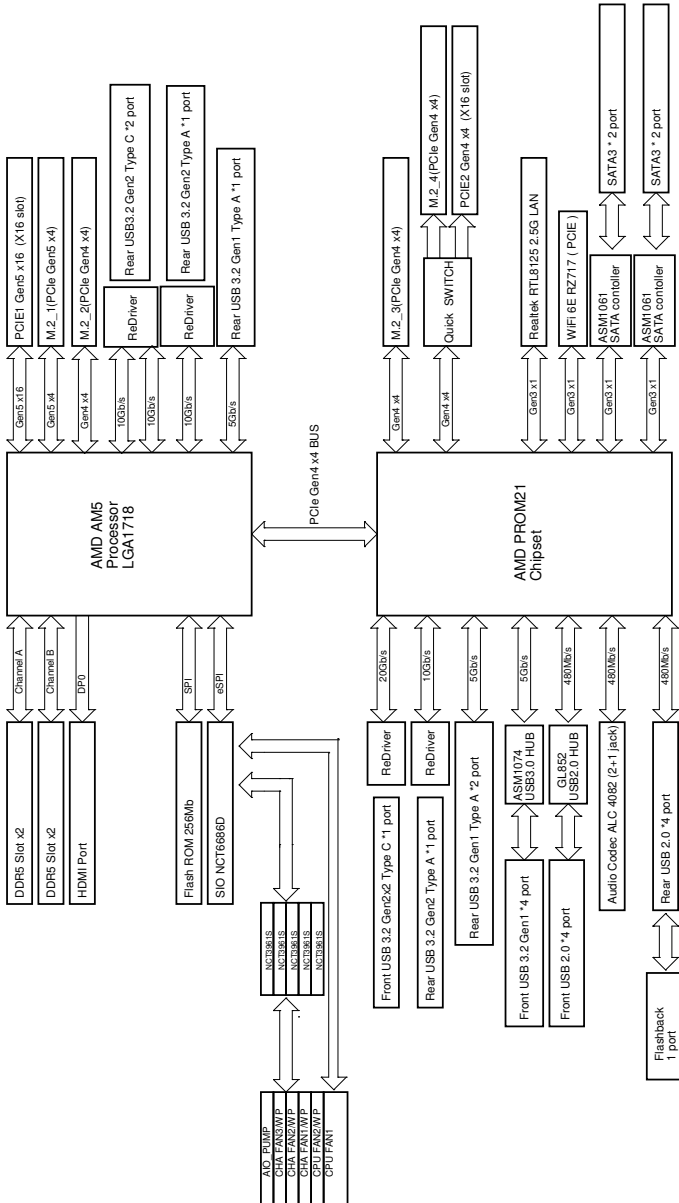 DDR5 Slot x2
DDR5 Slot x2
HDMI Port
Flash ROM 256Mb
SIO NCT6686D
Channel A
Channel B
DP0
SPI
eSPI
AMD AM5
Processor
LGA1718
Gen5 x16
Gen5 x4
Gen4 x4
10Gb/s
10Gb/s
10Gb/s
5Gb/s
PCIE1 Gen5 x16 (X16 slot)
M.2_1(PCIe Gen5 x4)
M.2_2(PCIe Gen4 x4)
ReDriver
Rear USB3.2 Gen2 Type C *2 port
ReDriver
Rear USB 3.2 Gen2 Type A *1 port
Rear USB 3.2 Gen1 Type A *1 port
AIO_PUMP
CHA_FAN3/WP
CHA_FAN2/WP
CHA_FAN1/WP
CPU FAN2/WP
CPU FAN1
NCT3961S
NCT3961S
NCT3961S
NCT3961S
NCT3961S
PCIe Gen4 x4 BUS
Front USB 3.2 Gen2x2 Type C *1 port
ReDriver
20Gb/s
Rear USB 3.2 Gen2 Type A *1 port
ReDriver
10Gb/s
Rear USB 3.2 Gen1 Type A *2 port
5Gb/s
Front USB 3.2 Gen1 *4 port
ASM1074
USB3.0 HUB
5Gb/s
Front USB 2.0 *4 port
GL852
USB2.0 HUB
480Mb/s
Audio Codec ALC 4082 (2+1 jack)
480Mb/s
Flashback
1 port
Rear USB 2.0 *4 port
480Mb/s
AMD PROM21
Chipset
Gen4 x4
M.2_3(PCIe Gen4 x4)
Gen4 x4
Quick SWITCH
M.2_4(PCIe Gen4 x4)
PCIE2 Gen4 x4 (X16 slot)
Gen3 x1
Realtek RTL8125 2.5G LAN
Gen3 x1
WiFi 6E RZ717 ( PCIE )
Gen3 x1
ASM1061
SATA contoller
SATA3 * 2 port
Gen3 x1
ASM1061
SATA contoller
SATA3 * 2 port